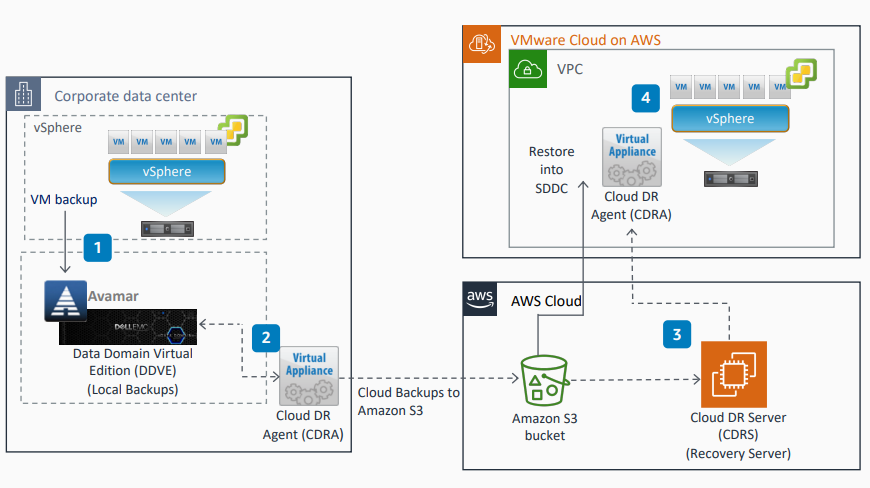 Corporate data center
vSphere
VM VM VM VM VM
vSphere
VM backup
1
Avamar
DELLEMC
Data Domain Virtual
Edition (DDVE)
(Local Backups)
2
Virtual
Appliance
Cloud DR
Agent (CDRA)
Cloud Backups to
Amazon S3
VMware Cloud on AWS
VPC
4
VM VM VM VM VM
vSphere
Restore
into
SDDC
Virtual
Appliance
Cloud DR
Agent (CDRA)
aws
AWS Cloud
3
Amazon S3
bucket
Cloud DR Server
(CDRS)
(Recovery Server)